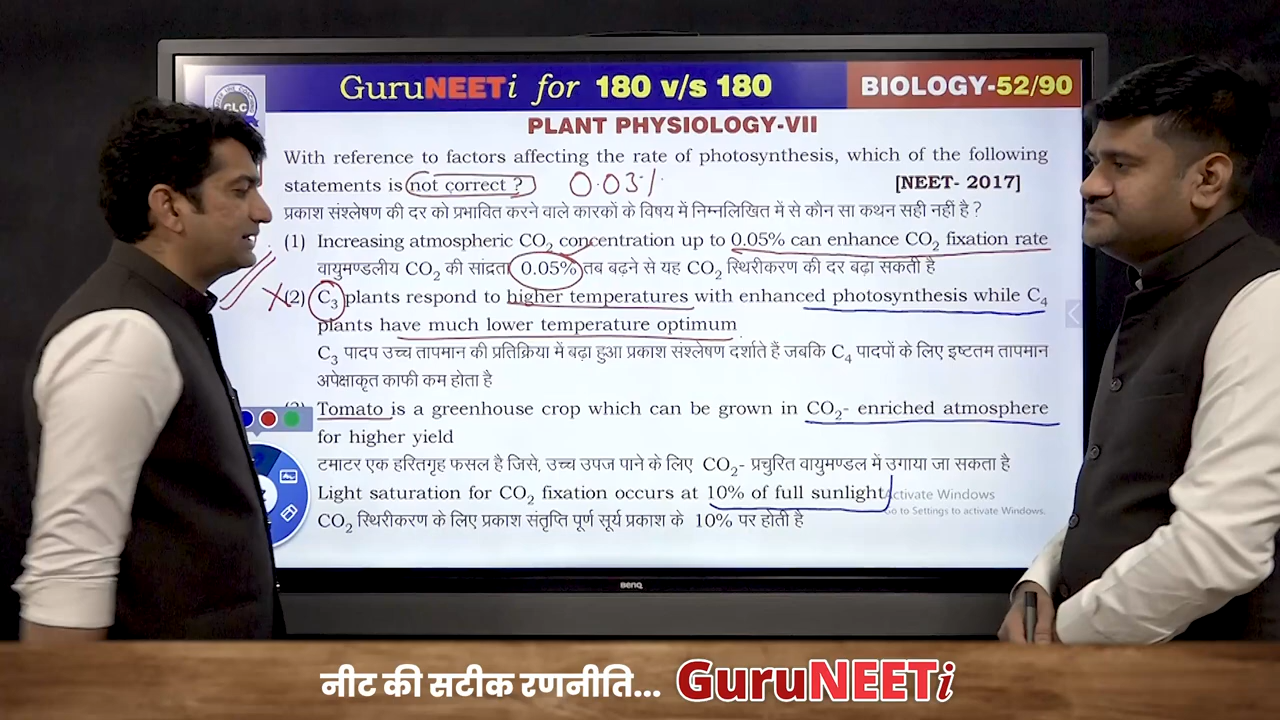 GuruNEETi for 180 v/s 180
BIOLOGY-52/90
GLC
PLANT PHYSIOLOGY-VII
With reference to factors affecting the rate of photosynthesis, which of the following
statements is not correct ? 0.03% [NEET- 2017]
प्रकाश संश्लेषण की दर को प्रभावित करने वाले कारकों के विषय में निम्नलिखित में से कौन सा कथन सही नहीं है ?
(1) Increasing atmospheric CO₂ concentration up to 0.05% can enhance CO₂ fixation rate
वायुमण्डलीय CO₂ की सांद्रता 0.05% तब बढ़ने से यह CO₂ स्थिरीकरण की दर बढ़ा सकती है
(2) C₃ plants respond to higher temperatures with enhanced photosynthesis while C₄
plants have much lower temperature optimum
C₃ पादप उच्च तापमान की प्रतिक्रिया में बढ़ा हुआ प्रकाश संश्लेषण दर्शाते हैं जबकि C₄ पादपों के लिए इष्टतम तापमान
अपेक्षाकृत काफी कम होता है
Tomato is a greenhouse crop which can be grown in CO₂- enriched atmosphere
for higher yield
टमाटर एक हरितगृह फसल है जिसे, उच्च उपज पाने के लिए CO₂- प्रचुरित वायुमण्डल में उगाया जा सकता है
Light saturation for CO₂ fixation occurs at 10% of full sunlight
Activate Windows
CO₂ स्थिरीकरण के लिए प्रकाश संतृप्ति पूर्ण सूर्य प्रकाश के 10% पर होती है
Go to Settings to activate Windows.
BenQ
नीट की सटीक रणनीति... GuruNEETi